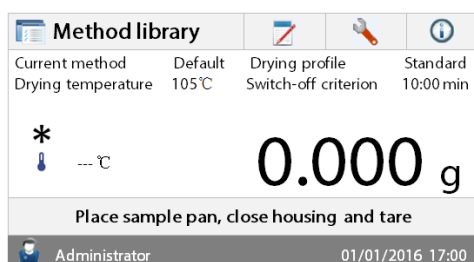 Method library
Current method Default Drying profile Standard
Drying temperature 105℃ Switch-off criterion 10:00 min
*
--- ℃ 0.000 g
Place sample pan, close housing and tare
Administrator 01/01/2016 17:00